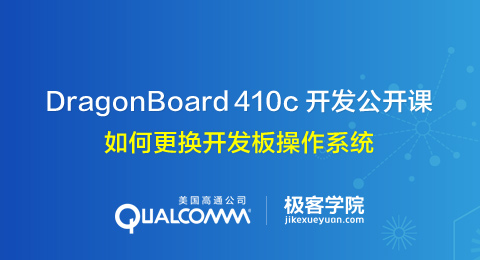 DragonBoard 410c 开发公开课
如何更换开发板操作系统
美国高通公司
QUALCOMM
极客学院
jikexueyuan.com